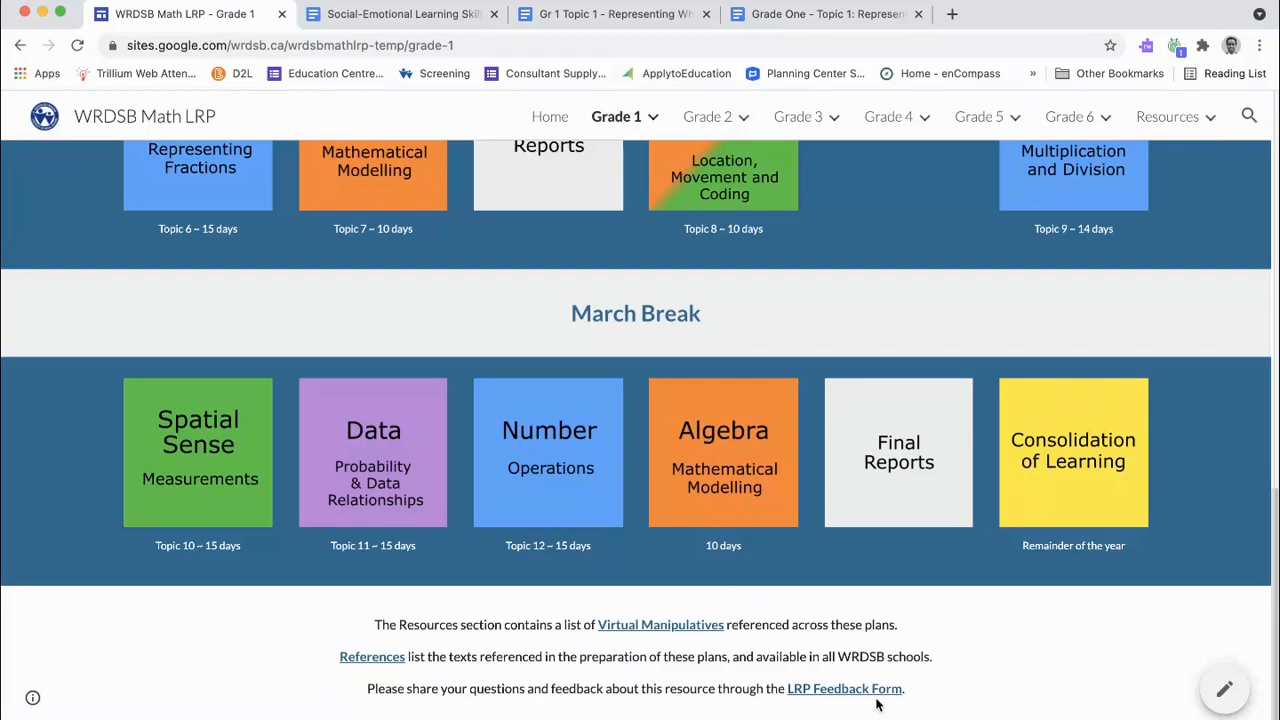 WRDSB Math LRP - Grade 1
Social-Emotional Learning Skil
Gr 1 Topic 1 - Representing Wh
Grade One - Topic 1: Represen
sites.google.com/wrdsb.ca/wrdsbmathlrp-temp/grade-1
Apps
Trillium Web Atten...
D2L
Education Centre...
Screening
Consultant Supply...
ApplytoEducation
Planning Center S...
Home - enCompass
»
Other Bookmarks
Reading List
WRDSB Math LRP
Home
Grade 1
Grade 2
Grade 3
Grade 4
Grade 5
Grade 6
Resources
Representing
Fractions
Mathematical
Modelling
Reports
Location,
Movement and
Coding
Multiplication
and Division
Topic 6 ~ 15 days
Topic 7 ~ 10 days
Topic 8 ~ 10 days
Topic 9 ~ 14 days
March Break
Spatial
Sense
Measurements
Data
Probability
& Data
Relationships
Number
Operations
Algebra
Mathematical
Modelling
Final
Reports
Consolidation
of Learning
Topic 10 ~ 15 days
Topic 11 ~ 15 days
Topic 12 ~ 15 days
10 days
Remainder of the year
The Resources section contains a list of Virtual Manipulatives referenced across these plans.
References list the texts referenced in the preparation of these plans, and available in all WRDSB schools.
Please share your questions and feedback about this resource through the LRP Feedback Form.